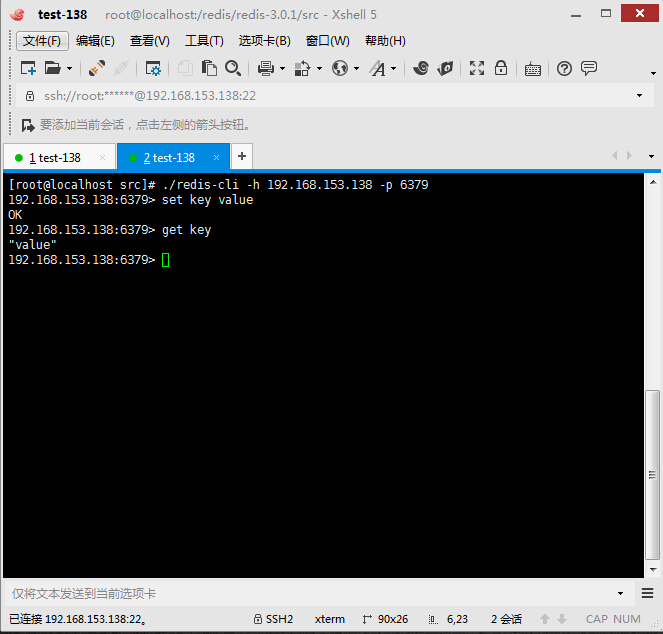 test-138 root@localhost:/redis/redis-3.0.1/src - Xshell 5
文件(F) 编辑(E) 查看(V) 工具(T) 选项卡(B) 窗口(W) 帮助(H)
ssh://root:******@192.168.153.138:22
要添加当前会话，点击左侧的箭头按钮。
1 test-138 × 2 test-138 × +
[root@localhost src]# ./redis-cli -h 192.168.153.138 -p 6379
192.168.153.138:6379> set key value
OK
192.168.153.138:6379> get key
"value"
192.168.153.138:6379>
仅将文本发送到当前选项卡
已连接 192.168.153.138:22。 SSH2 xterm 90x26 6,23 2 会话 CAP NUM